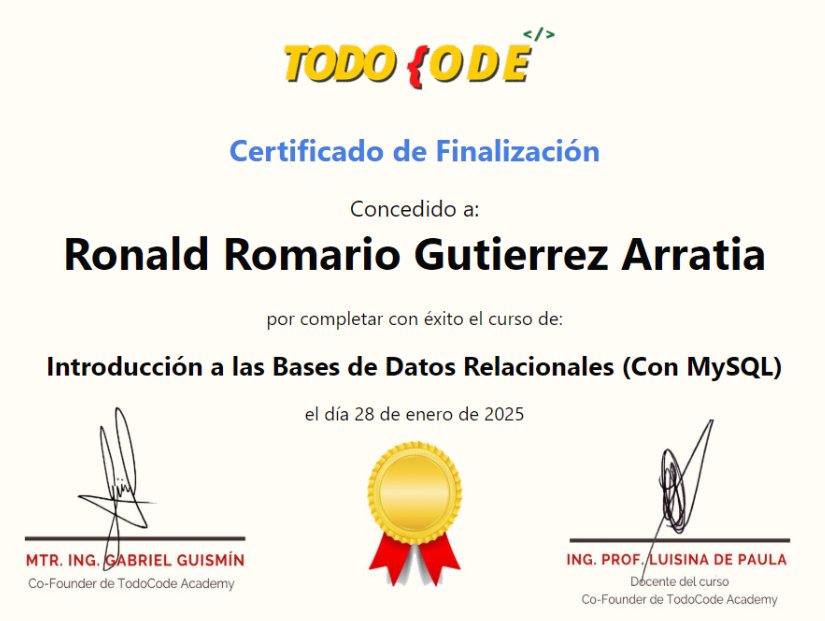 </>
TODO {ODE
Certificado de Finalización
Concedido a:
Ronald Romario Gutierrez Arratia
por completar con éxito el curso de:
Introducción a las Bases de Datos Relacionales (Con MySQL)
el día 28 de enero de 2025
MTR. ING. GABRIEL GUISMÍN
Co-Founder de TodoCode Academy
ING. PROF. LUISINA DE PAULA
Docente del curso
Co-Founder de TodoCode Academy